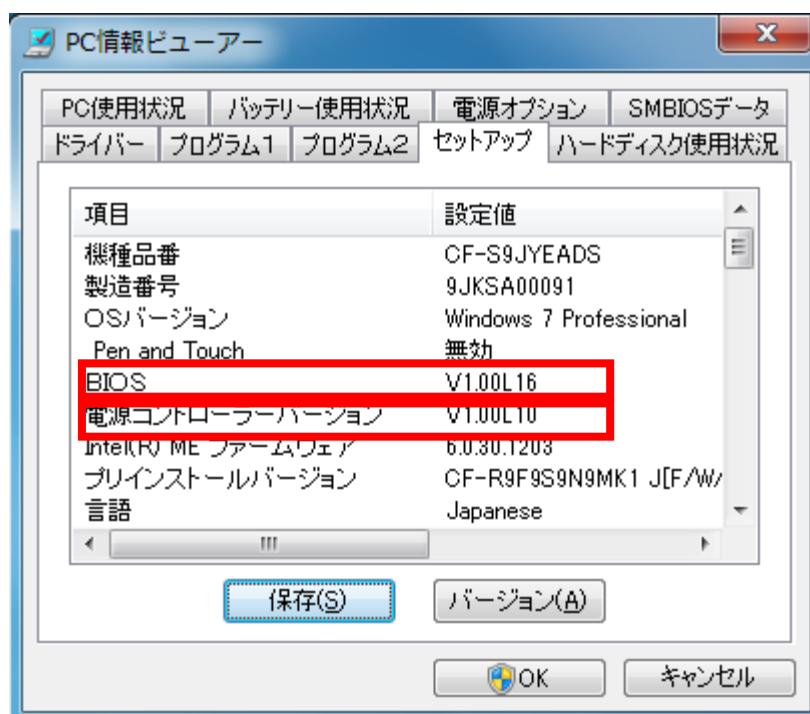 PC情報ビューアー
PC使用状況 バッテリー使用状況 電源オプション SMBIOSデータ
ドライバー プログラム1 プログラム2 セットアップ ハードディスク使用状況
項目 設定値
機種品番 CF-S9JYEADS
製造番号 9JKSA00091
OSバージョン Windows 7 Professional
Pen and Touch 無効
BIOS V1.00L16
電源コントローラーバージョン V1.00L10
Intel(R) ME ファームウェア 6.0.30.1203
プリインストールバージョン CF-R9F9S9N9MK1 J[F/W/
言語 Japanese
保存(S) バージョン(A)
OK キャンセル